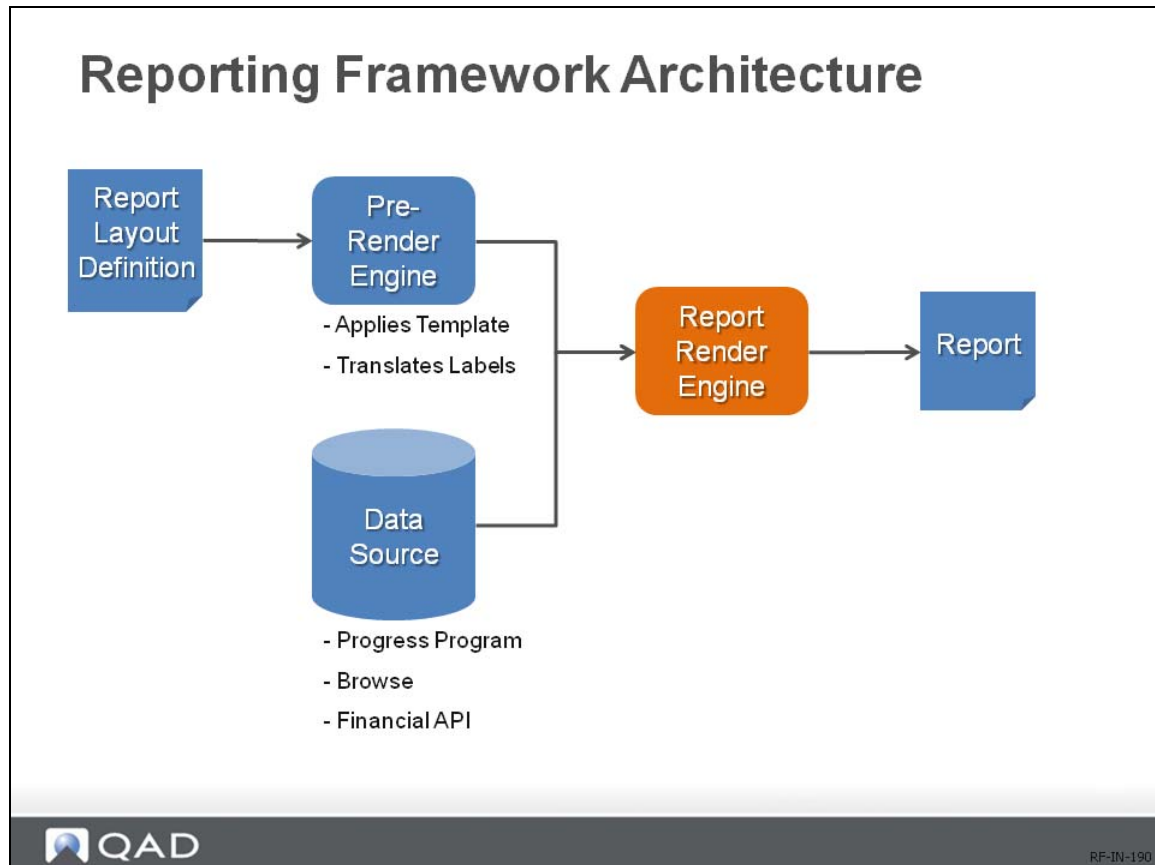 Reporting Framework Architecture
Report
Layout
Definition
Pre-
Render
Engine
- Applies Template
- Translates Labels
Data
Source
- Progress Program
- Browse
- Financial API
Report
Render
Engine
Report
QAD
RF-IN-190